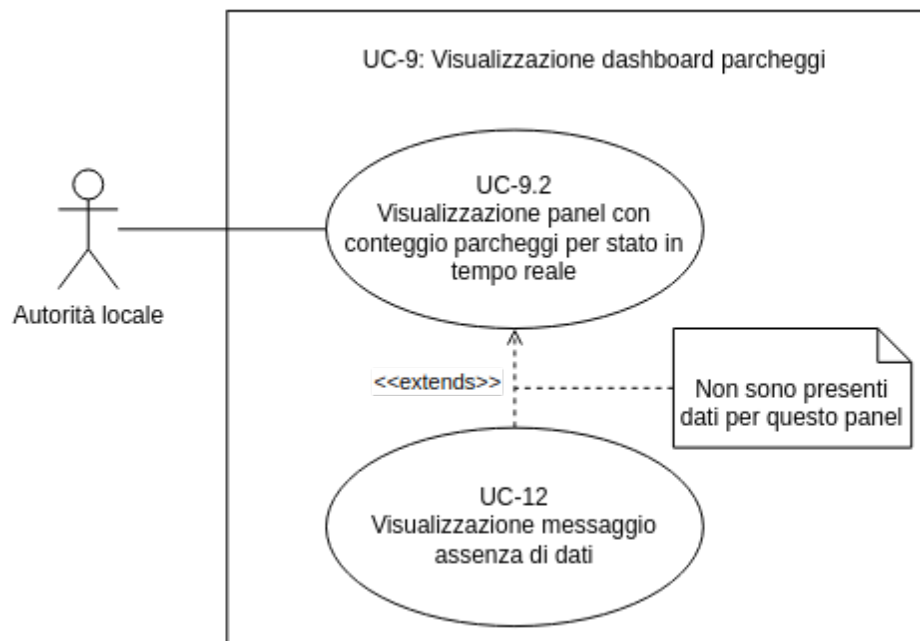 UC-9: Visualizzazione dashboard parcheggi
UC-9.2
Visualizzazione panel con
conteggio parcheggi per stato in
tempo reale
Autorità locale
<<extends>>
Non sono presenti
dati per questo panel
UC-12
Visualizzazione messaggio
assenza di dati